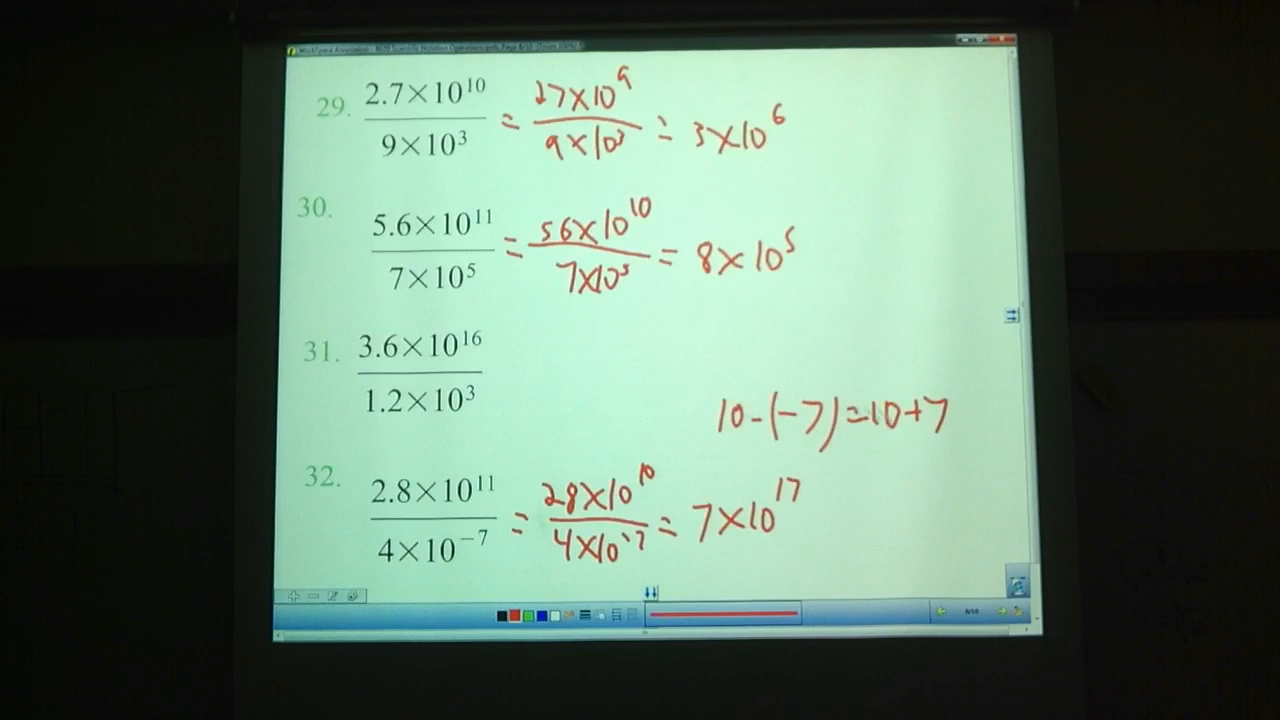 29. 2.7×10^10 / 9×10^3 = 27×10^9 / 9×10^3 = 3×10^6
30. 5.6×10^11 / 7×10^5 = 56×10^10 / 7×10^5 = 8×10^5
31. 3.6×10^16 / 1.2×10^3
10-(-7)=10+7
32. 2.8×10^11 / 4×10^-7 = 28×10^10 / 4×10^-7 = 7×10^17